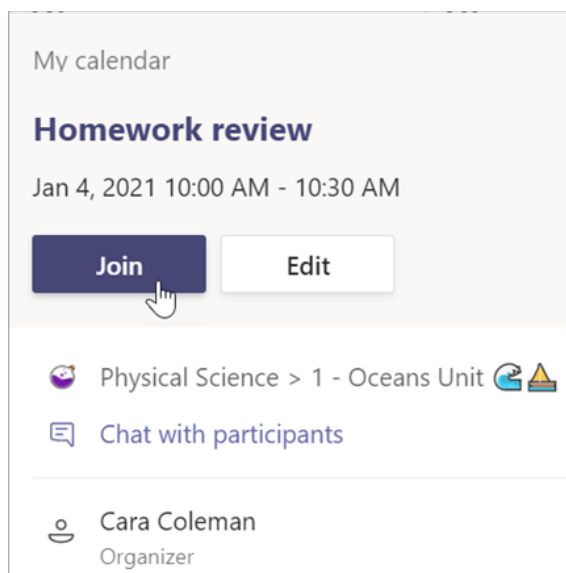 My calendar
Homework review
Jan 4, 2021 10:00 AM - 10:30 AM
Join
Edit
Physical Science > 1 - Oceans Unit 🌊⛵
Chat with participants
Cara Coleman
Organizer